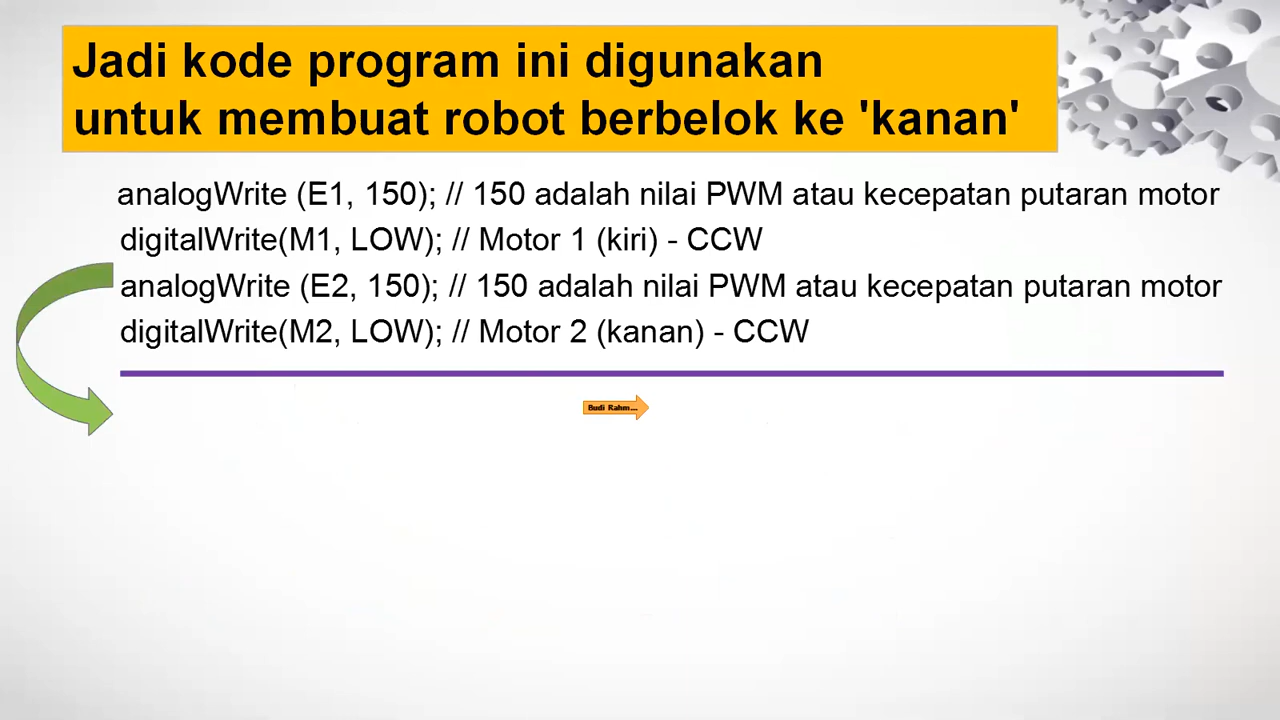 Jadi kode program ini digunakan
untuk membuat robot berbelok ke 'kanan'
analogWrite (E1, 150); // 150 adalah nilai PWM atau kecepatan putaran motor
digitalWrite(M1, LOW); // Motor 1 (kiri) - CCW
analogWrite (E2, 150); // 150 adalah nilai PWM atau kecepatan putaran motor
digitalWrite(M2, LOW); // Motor 2 (kanan) - CCW
Budi Rahm...